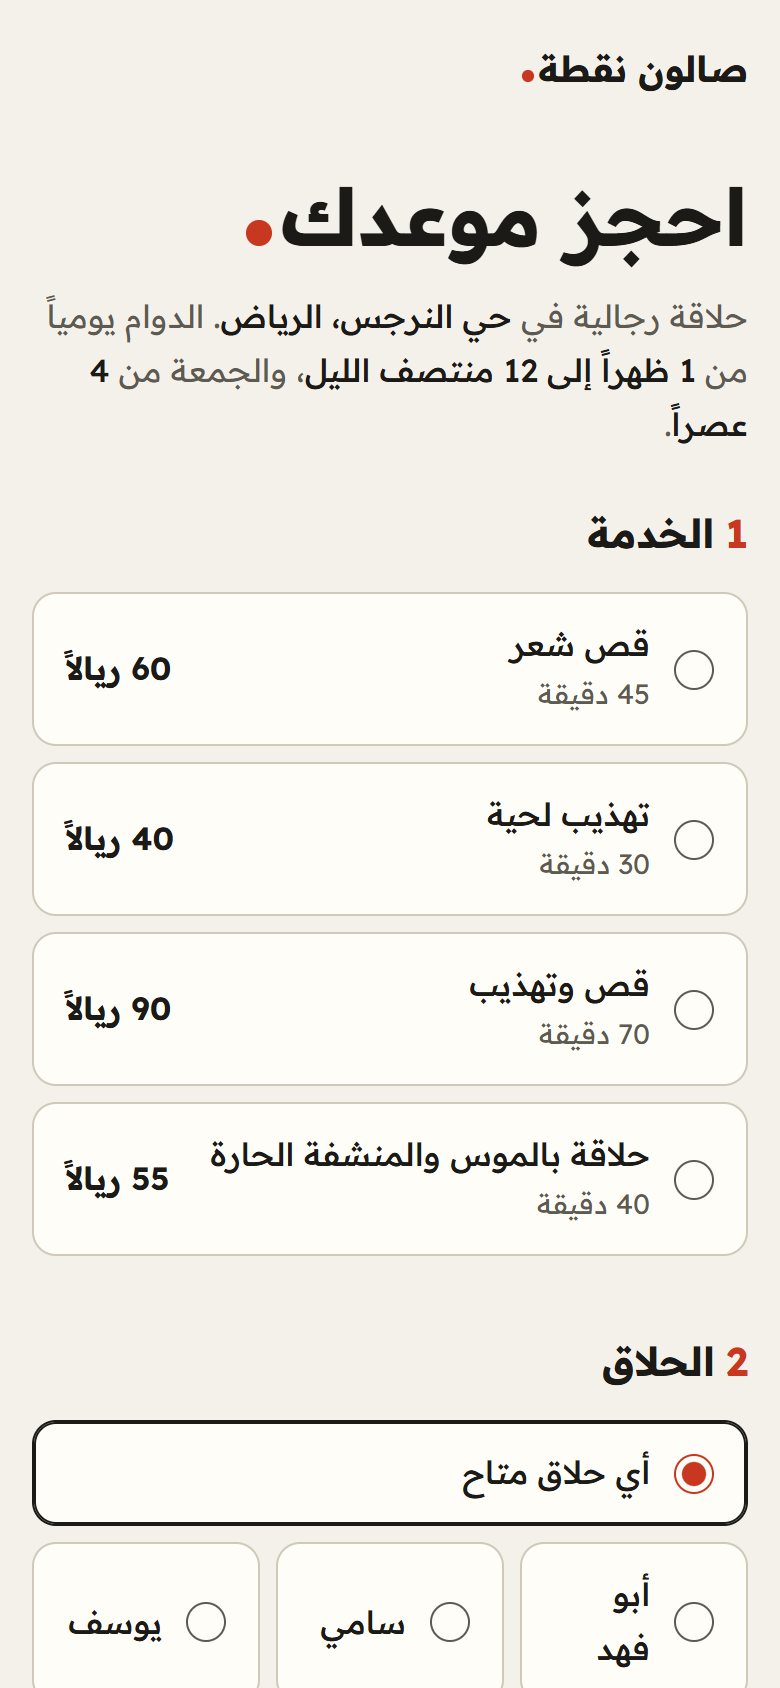 صالون نقطة.
احجز موعدك.
حلاقة رجالية في حي النرجس، الرياض. الدوام يومياً
من 1 ظهراً إلى 12 منتصف الليل، والجمعة من 4
عصراً.
1 الخدمة
قص شعر
45 دقيقة
60 ريالاً
تهذيب لحية
30 دقيقة
40 ريالاً
قص وتهذيب
70 دقيقة
90 ريالاً
حلاقة بالموس والمنشفة الحارة
40 دقيقة
55 ريالاً
2 الحلاق
أي حلاق متاح
أبو
فهد
سامي
يوسف